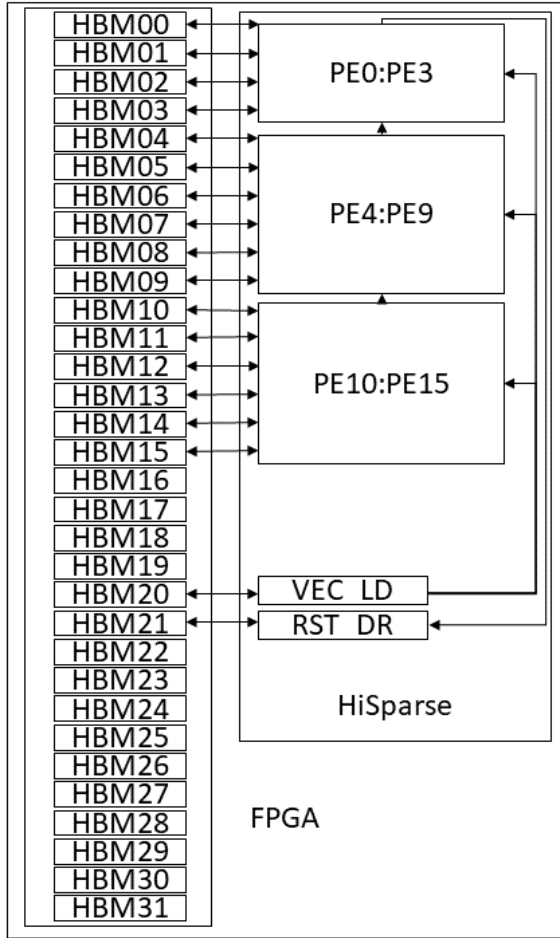 HBM00
HBM01
HBM02
HBM03
HBM04
HBM05
HBM06
HBM07
HBM08
HBM09
HBM10
HBM11
HBM12
HBM13
HBM14
HBM15
HBM16
HBM17
HBM18
HBM19
HBM20
HBM21
HBM22
HBM23
HBM24
HBM25
HBM26
HBM27
HBM28
HBM29
HBM30
HBM31
PE0:PE3
PE4:PE9
PE10:PE15
VEC LD
RST DR
HiSparse
FPGA